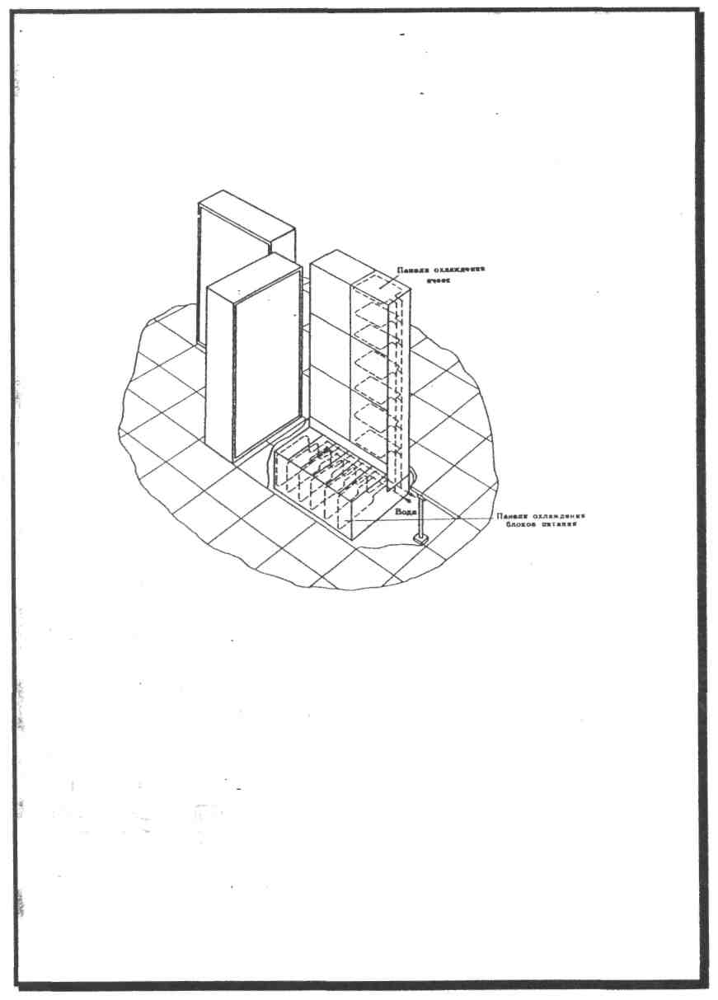 Панели охлаждения
ячеек
Вода
Панели охлаждения
блоков питания